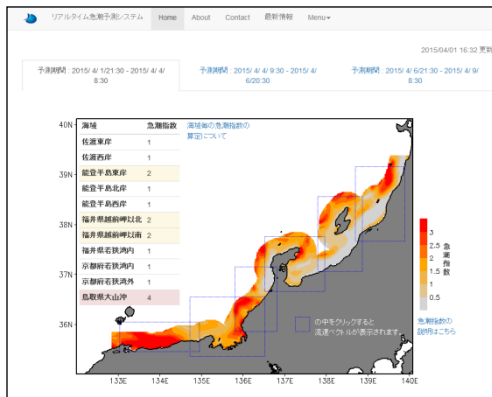 リアルタイム急潮予測システム Home About Contact 最新情報 Menu
2015/04/01 16:32 更新
予測期間 : 2015/ 4/ 1/21:30 - 2015/ 4/ 4/ 8:30
予測期間 : 2015/ 4/ 4/ 9:30 - 2015/ 4/ 6/20:30
予測期間 : 2015/ 4/ 6/21:30 - 2015/ 4/ 9/ 8:30
海域 急潮指数
佐渡東岸 1
佐渡西岸 1
能登半島東岸 2
能登半島北岸 1
能登半島西岸 1
福井県越前岬以北 2
福井県越前岬以南 2
福井県若狭湾内 1
京都府若狭湾内 1
京都府若狭湾外 1
鳥取県大山沖 4
海域毎の急潮指数の
算定について
40N
39N
38N
37N
36N
133E 134E 135E 136E 137E 138E 139E 140E
の中をクリックすると
流速ベクトルが表示されます。
3
2.5
2
1.5
1
0.5
急潮指数
急潮指数の
説明はこちら